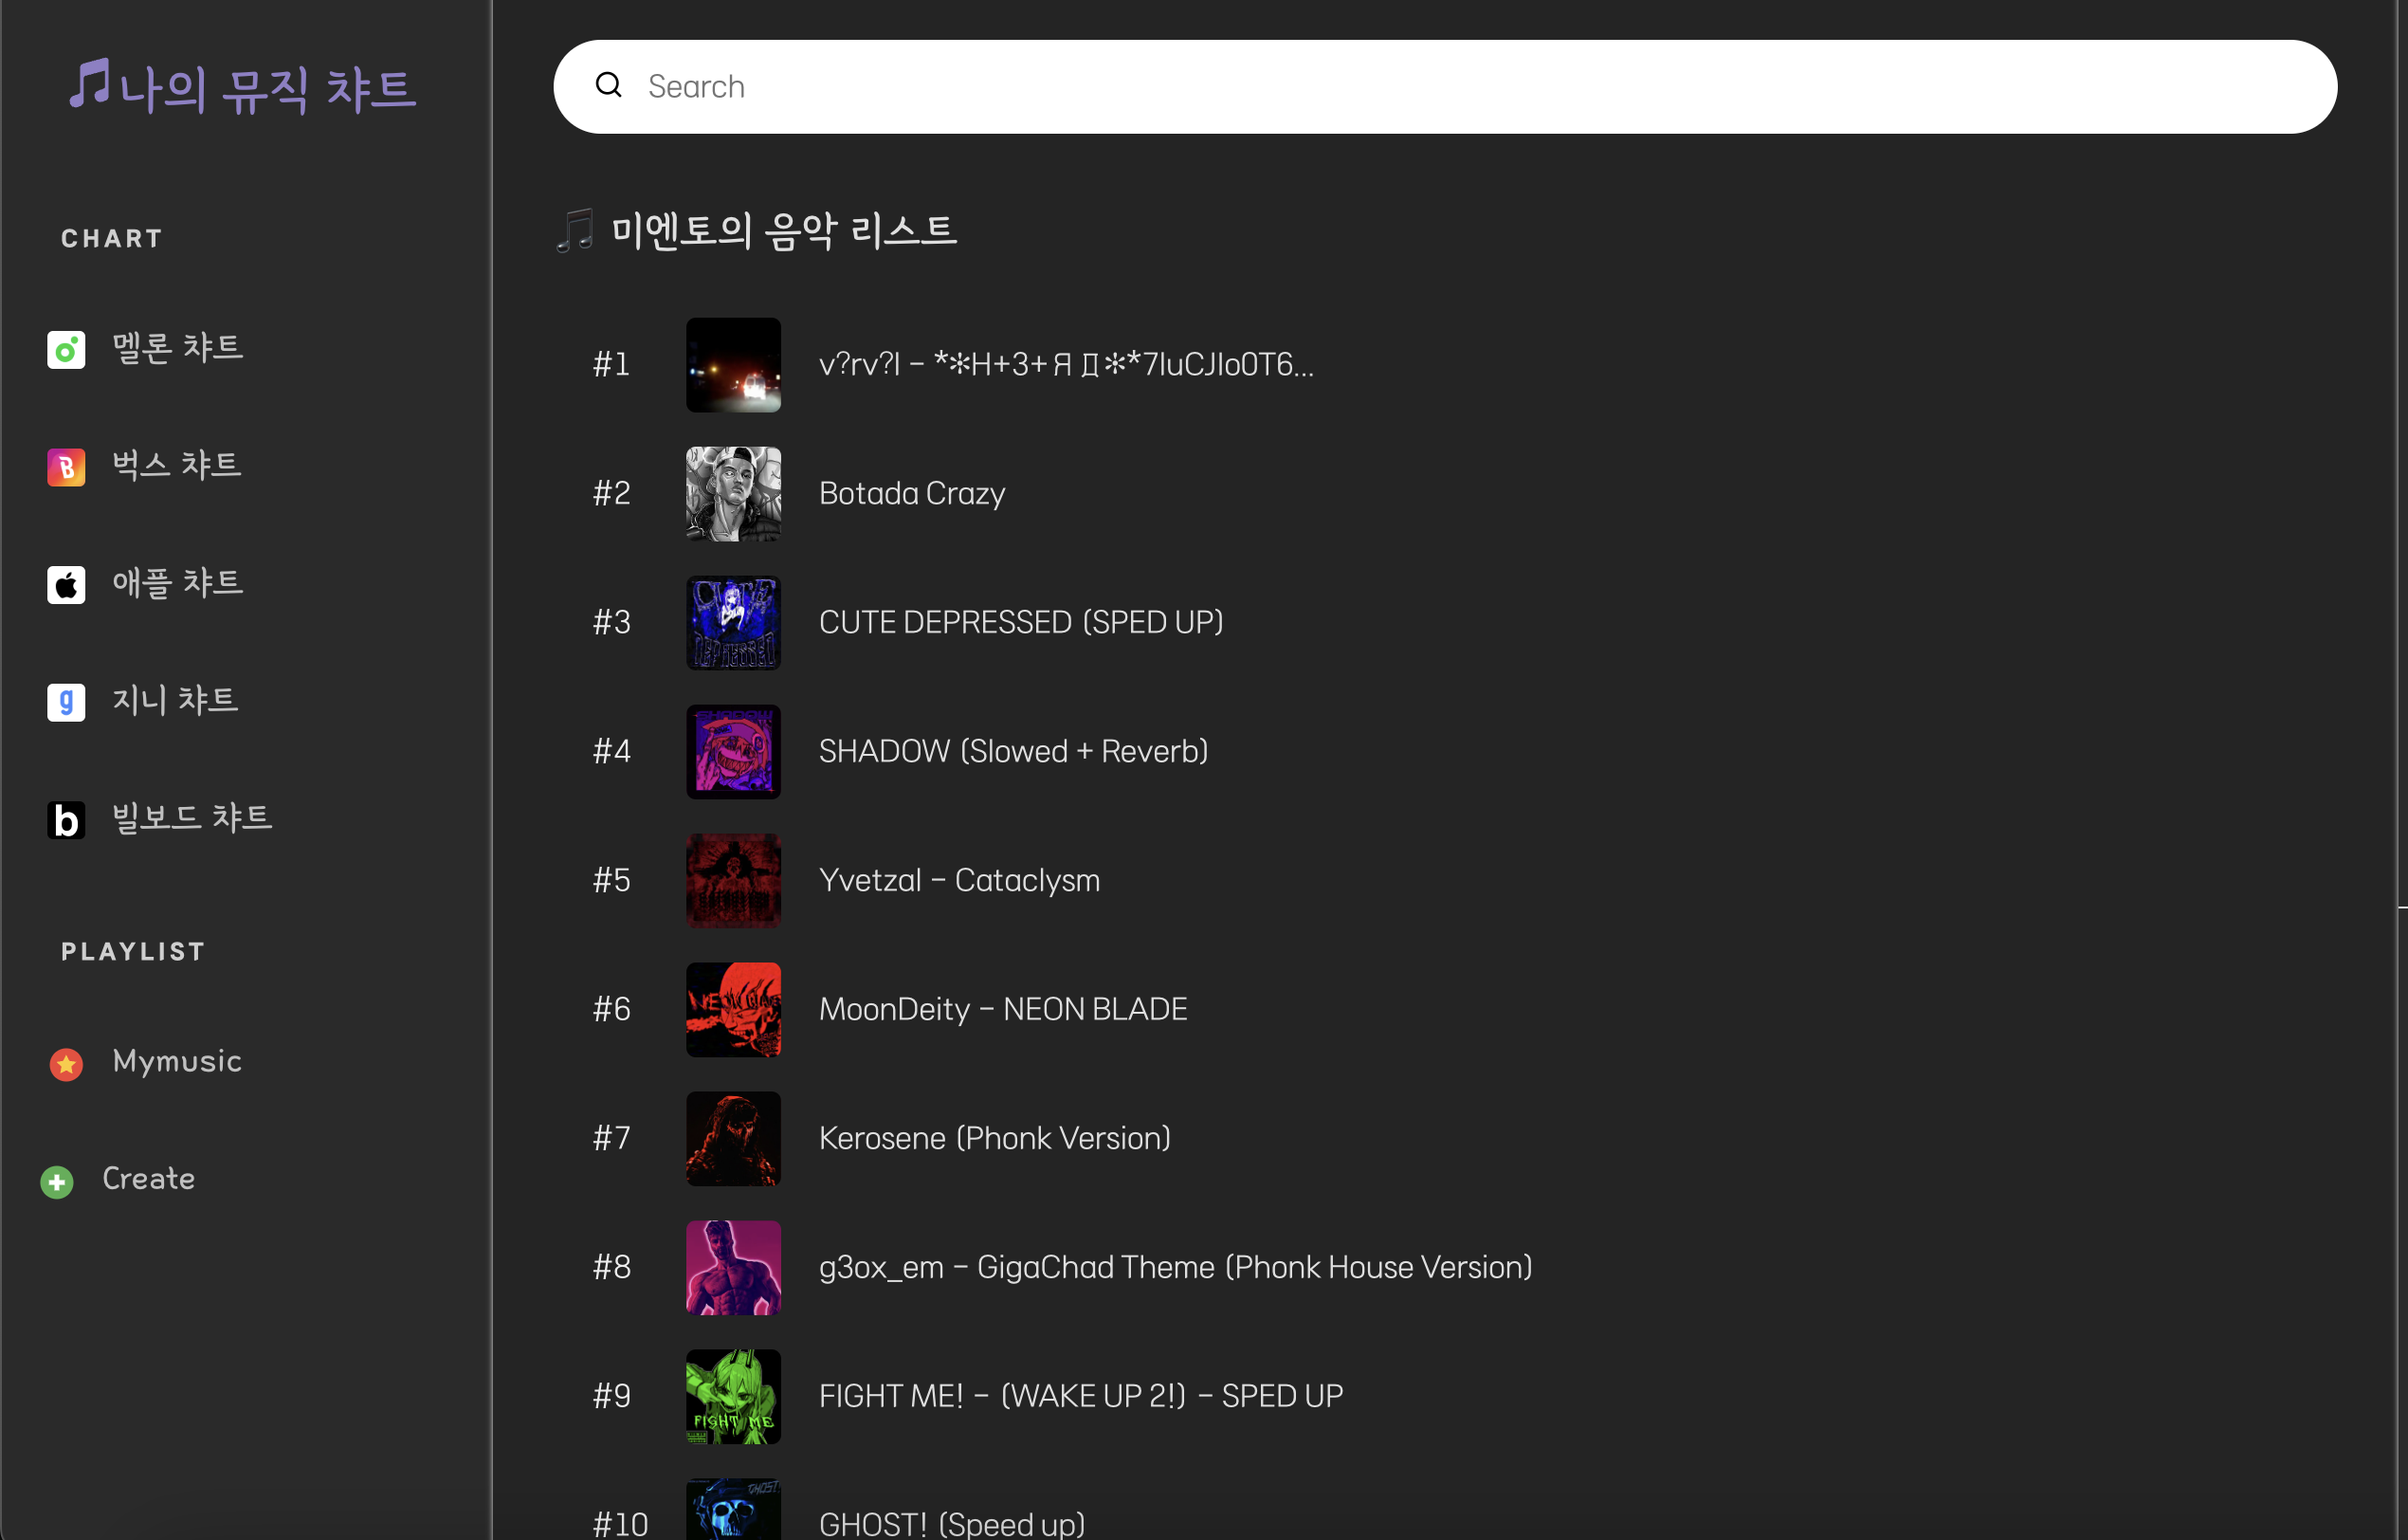 나의 뮤직 챠트
CHART
멜론 챠트
벅스 챠트
애플 챠트
지니 챠트
빌보드 챠트
PLAYLIST
Mymusic
Create
Search
미엔토의 음악 리스트
#1 v?rv?l - *✻H+3+Я Д✻*7luCJIo0T6...
#2 Botada Crazy
#3 CUTE DEPRESSED (SPED UP)
#4 SHADOW (Slowed + Reverb)
#5 Yvetzal - Cataclysm
#6 MoonDeity - NEON BLADE
#7 Kerosene (Phonk Version)
#8 g3ox_em - GigaChad Theme (Phonk House Version)
FIGHT ME
#9 FIGHT ME! - (WAKE UP 2!) - SPED UP
#10 GHOST! (Speed up)